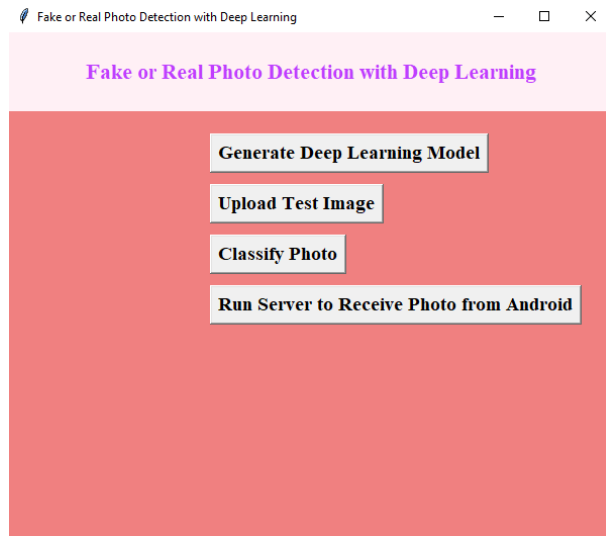 Fake or Real Photo Detection with Deep Learning
Fake or Real Photo Detection with Deep Learning
Generate Deep Learning Model
Upload Test Image
Classify Photo
Run Server to Receive Photo from Android